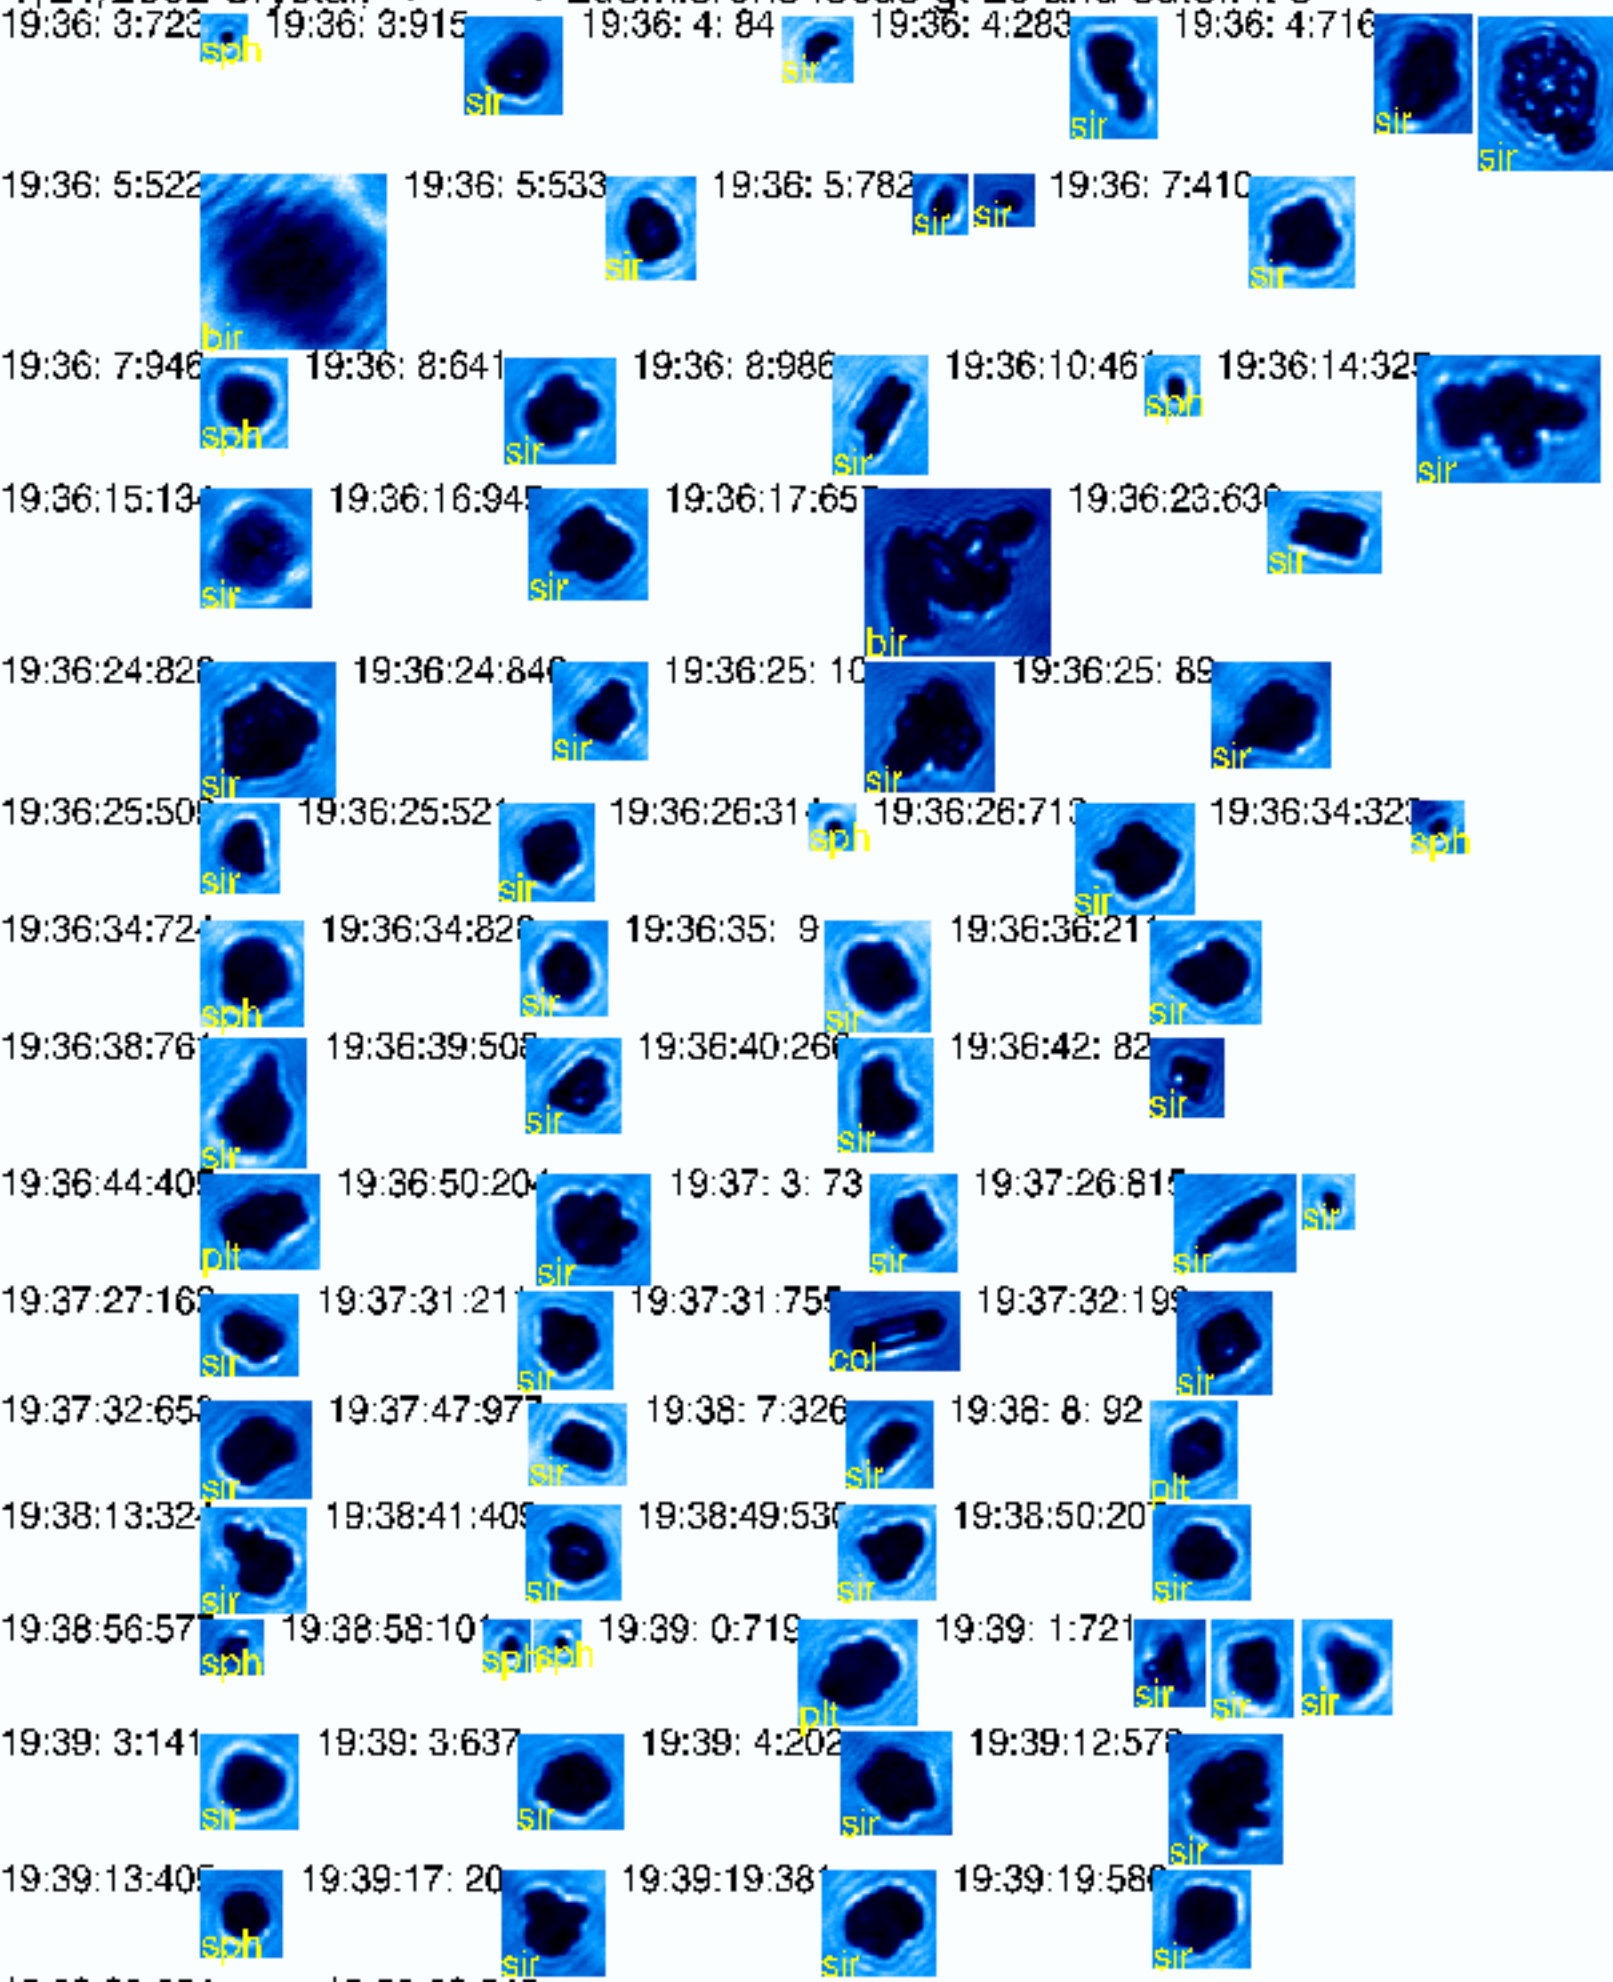 19:36: 3:723 sph 19:36: 3:915 sir 19:36: 4: 84 sir 19:36: 4:283 sir 19:36: 4:716 sir sir
19:36: 5:522 bir 19:36: 5:533 sir 19:36: 5:782 sir sir 19:36: 7:410 sir
19:36: 7:946 sph 19:36: 8:641 sir 19:36: 8:986 sir 19:36:10:461 sph 19:36:14:325 sir
19:36:15:134 sir 19:36:16:945 sir 19:36:17:657 bir 19:36:23:630 sir
19:36:24:822 sir 19:36:24:846 sir 19:36:25: 10 sir 19:36:25: 89 sir
19:36:25:509 sir 19:36:25:521 sir 19:36:26:314 sph 19:36:26:713 sir 19:36:34:323 sph
19:36:34:724 sph 19:36:34:828 sir 19:36:35: 9 sir 19:36:36:211 sir
19:36:38:761 sir 19:36:39:508 sir 19:36:40:266 sir 19:36:42: 82 sir
19:36:44:405 plt 19:36:50:204 sir 19:37: 3: 73 sir 19:37:26:815 sir sir
19:37:27:163 sir 19:37:31:211 sir 19:37:31:755 col 19:37:32:199 sir
19:37:32:653 sir 19:37:47:977 sir 19:38: 7:326 sir 19:38: 8: 92 plt
19:38:13:324 sir 19:38:41:409 sir 19:38:49:530 sir 19:38:50:207 sir
19:38:56:577 sph 19:38:58:101 sph sph 19:39: 0:719 plt 19:39: 1:721 sir sir sir
19:39: 3:141 sir 19:39: 3:637 sir 19:39: 4:202 sir 19:39:12:578 sir
19:39:13:405 sph 19:39:17: 20 sir 19:39:19:381 sir 19:39:19:586 sir